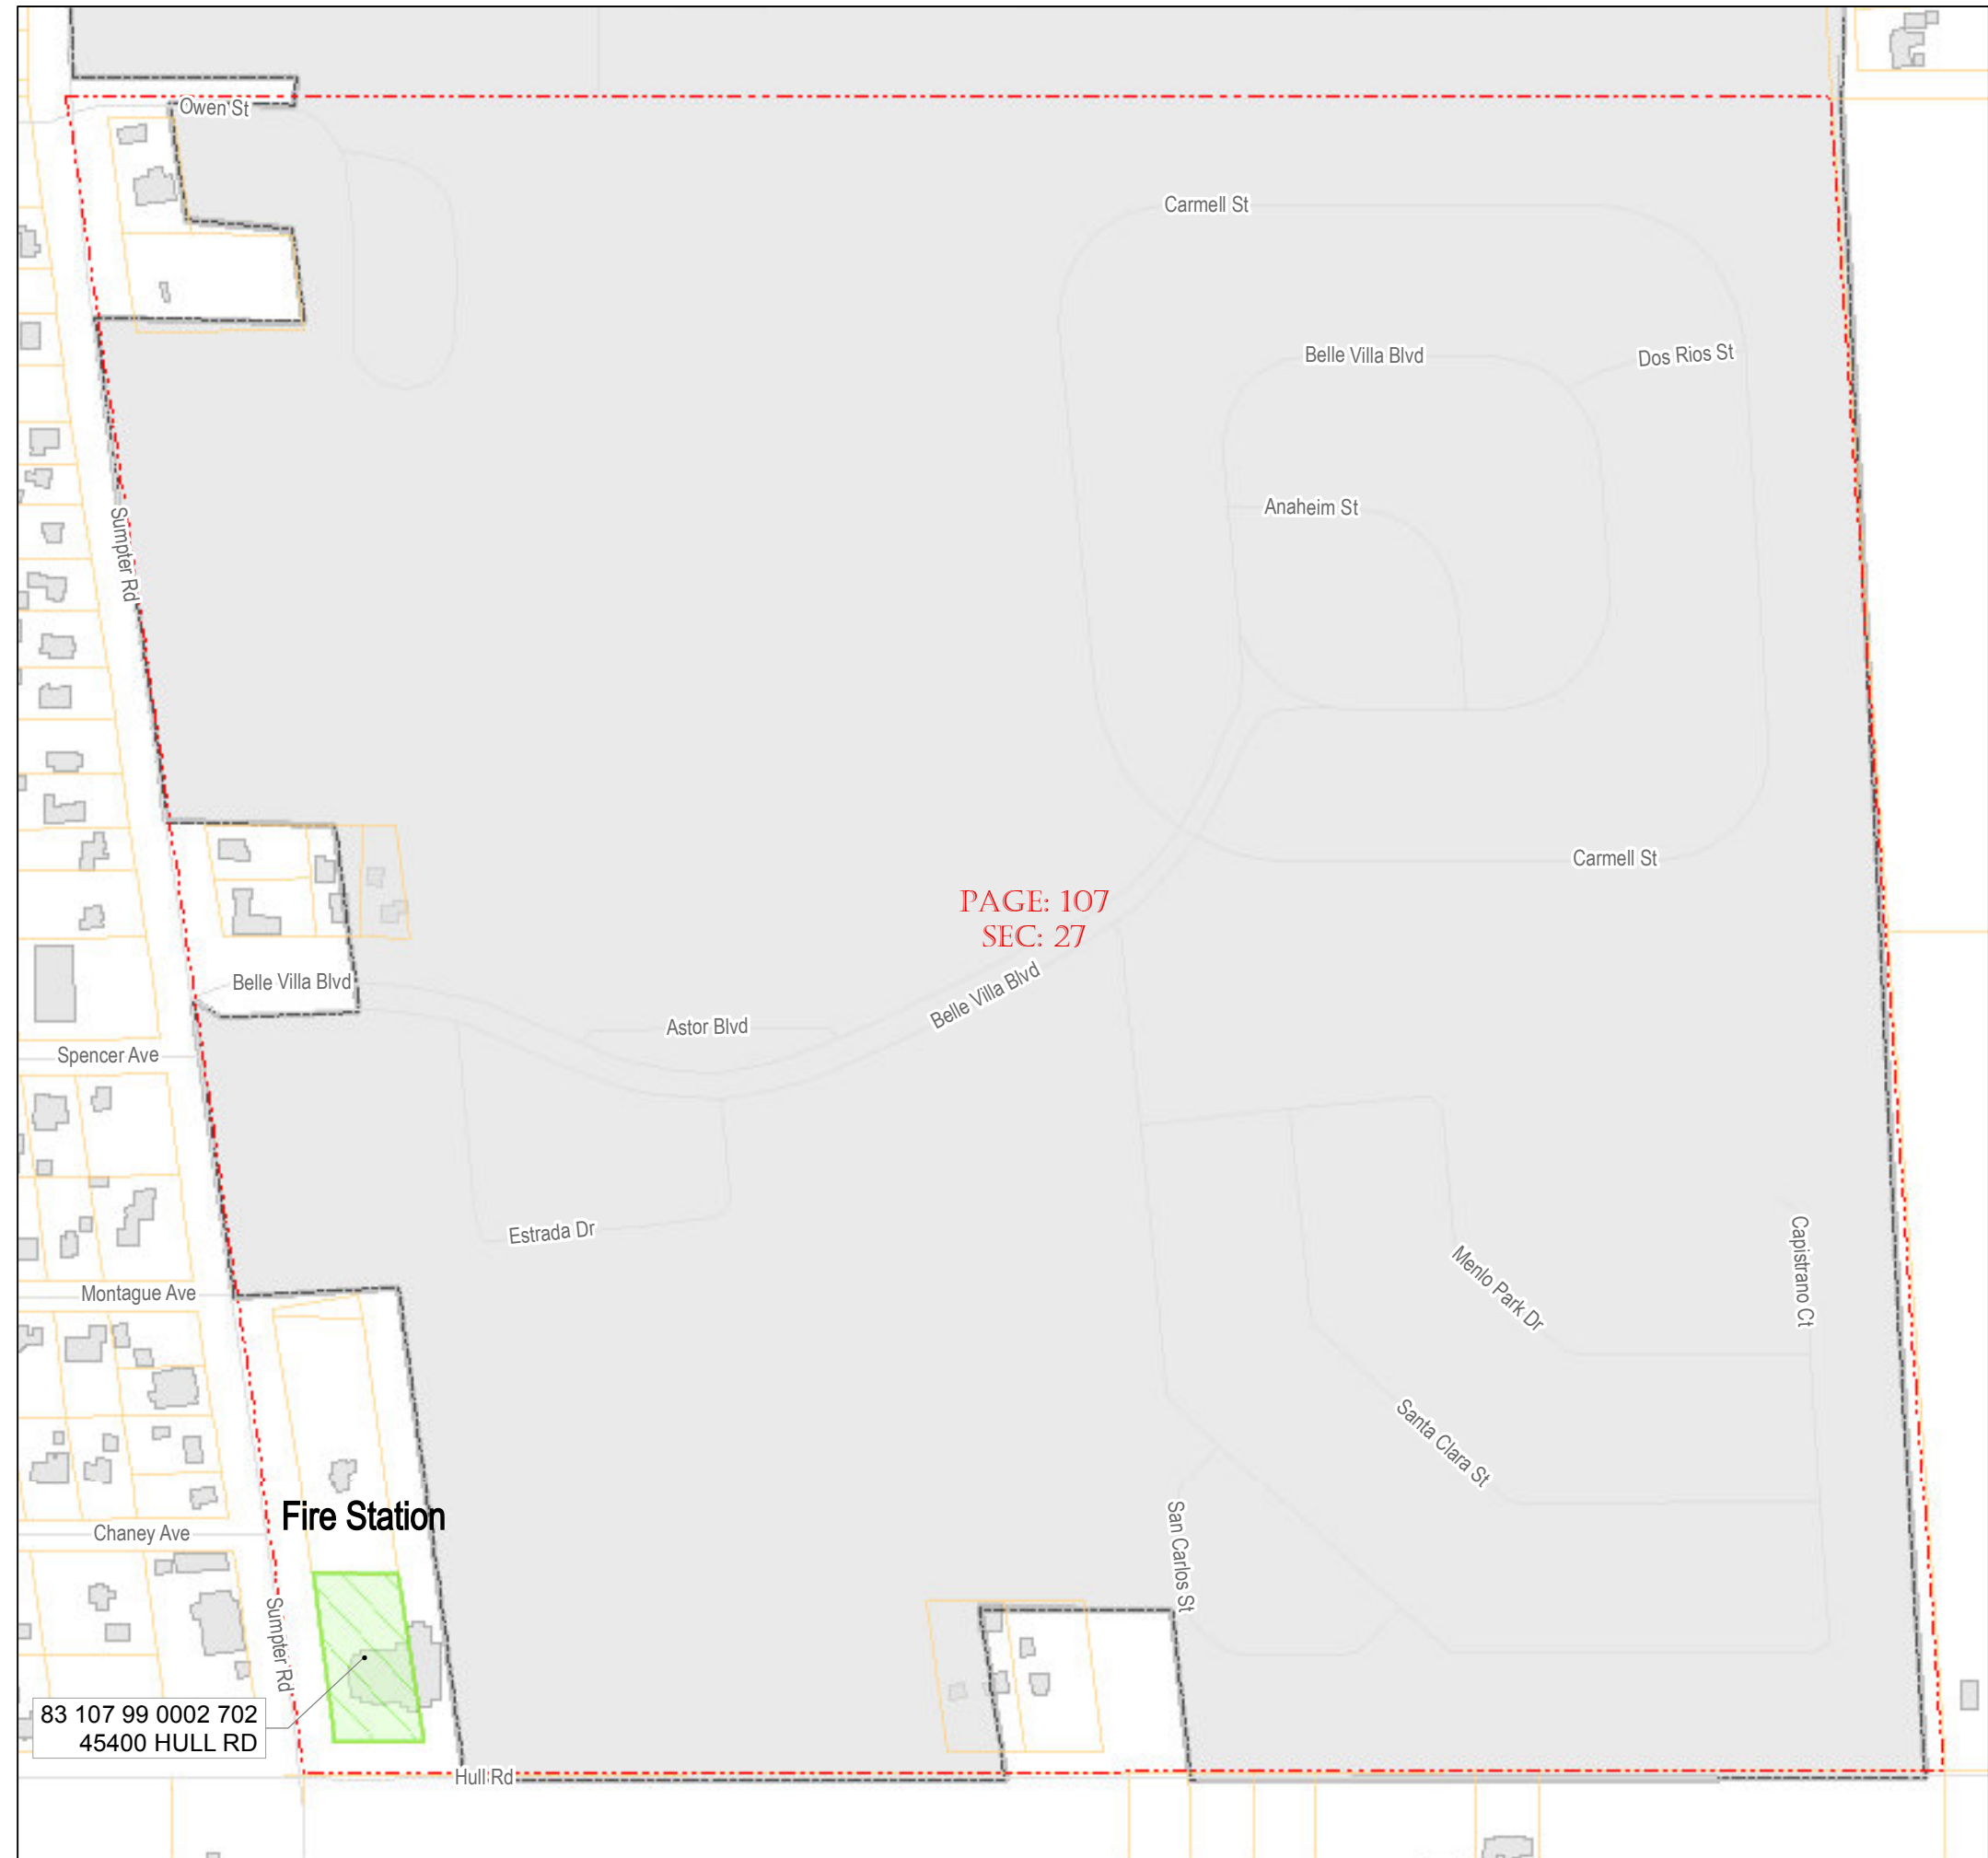 Owen St
Carmell St
Belle Villa Blvd
Dos Rios St
Anaheim St
Sumpter Rd
Carmell St
PAGE: 107
SEC: 27
Belle Villa Blvd
Belle Villa Blvd
Astor Blvd
Spencer Ave
Estrada Dr
Capistrano Ct
Menlo Park Dr
Montague Ave
Santa Clara St
Fire Station
Chaney Ave
San Carlos St
Sumpter Rd
83 107 99 0002 702
45400 HULL RD
Hull Rd